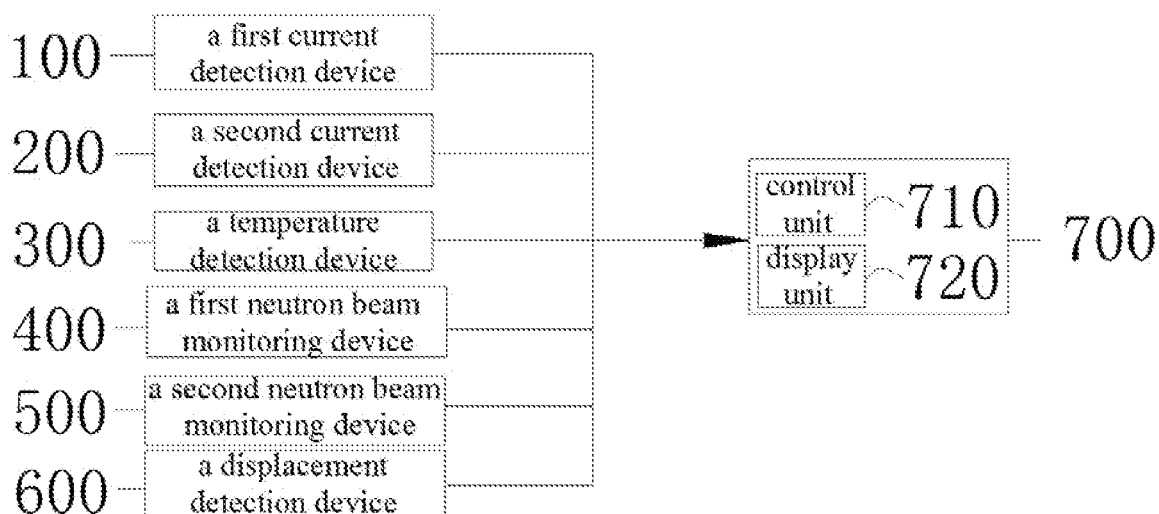 100
a first current
detection device
200
a second current
detection device
300
a temperature
detection device
400
a first neutron beam
monitoring device
500
a second neutron beam
monitoring device
600
a displacement
detection device
control
unit
710
display
unit
720
700